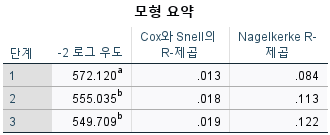 모형 요약
단계 -2 로그 우도 Cox와 Snell의 R-제곱 Nagelkerke R-제곱
1 572.120a .013 .084
2 555.035b .018 .113
3 549.709b .019 .122